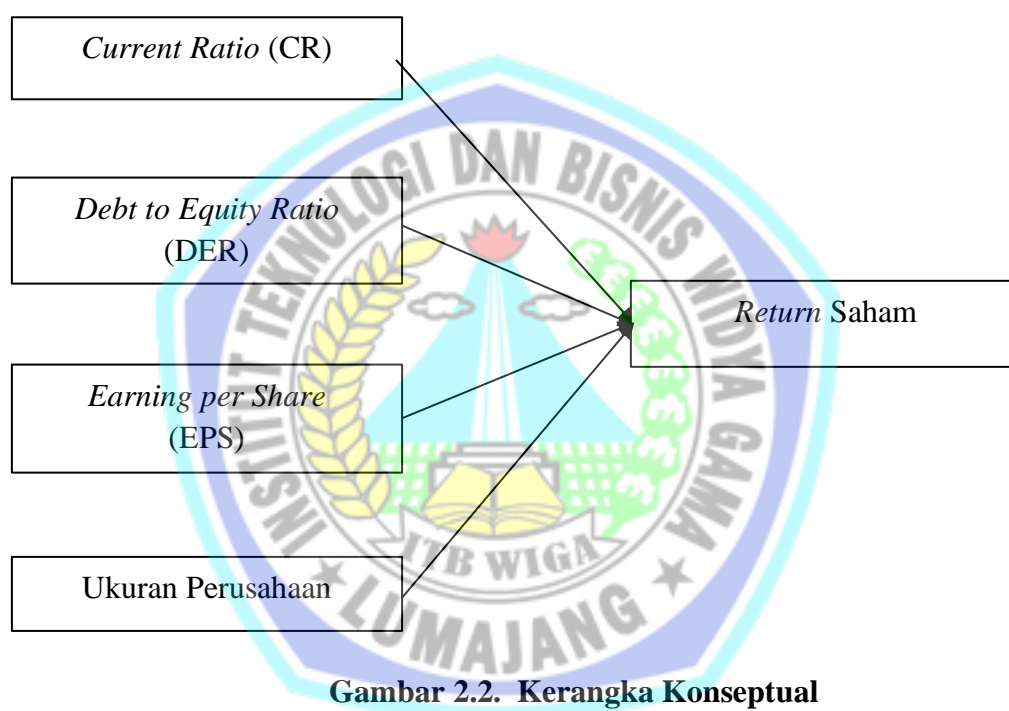 Current Ratio (CR)
Debt to Equity Ratio
(DER)
Earning per Share
(EPS)
Ukuran Perusahaan
Return Saham
INSTITUT TEKNOLOGI DAN BISNIS WIDYA GAMA
ITB WIGA
LUMAJANG
Gambar 2.2. Kerangka Konseptual